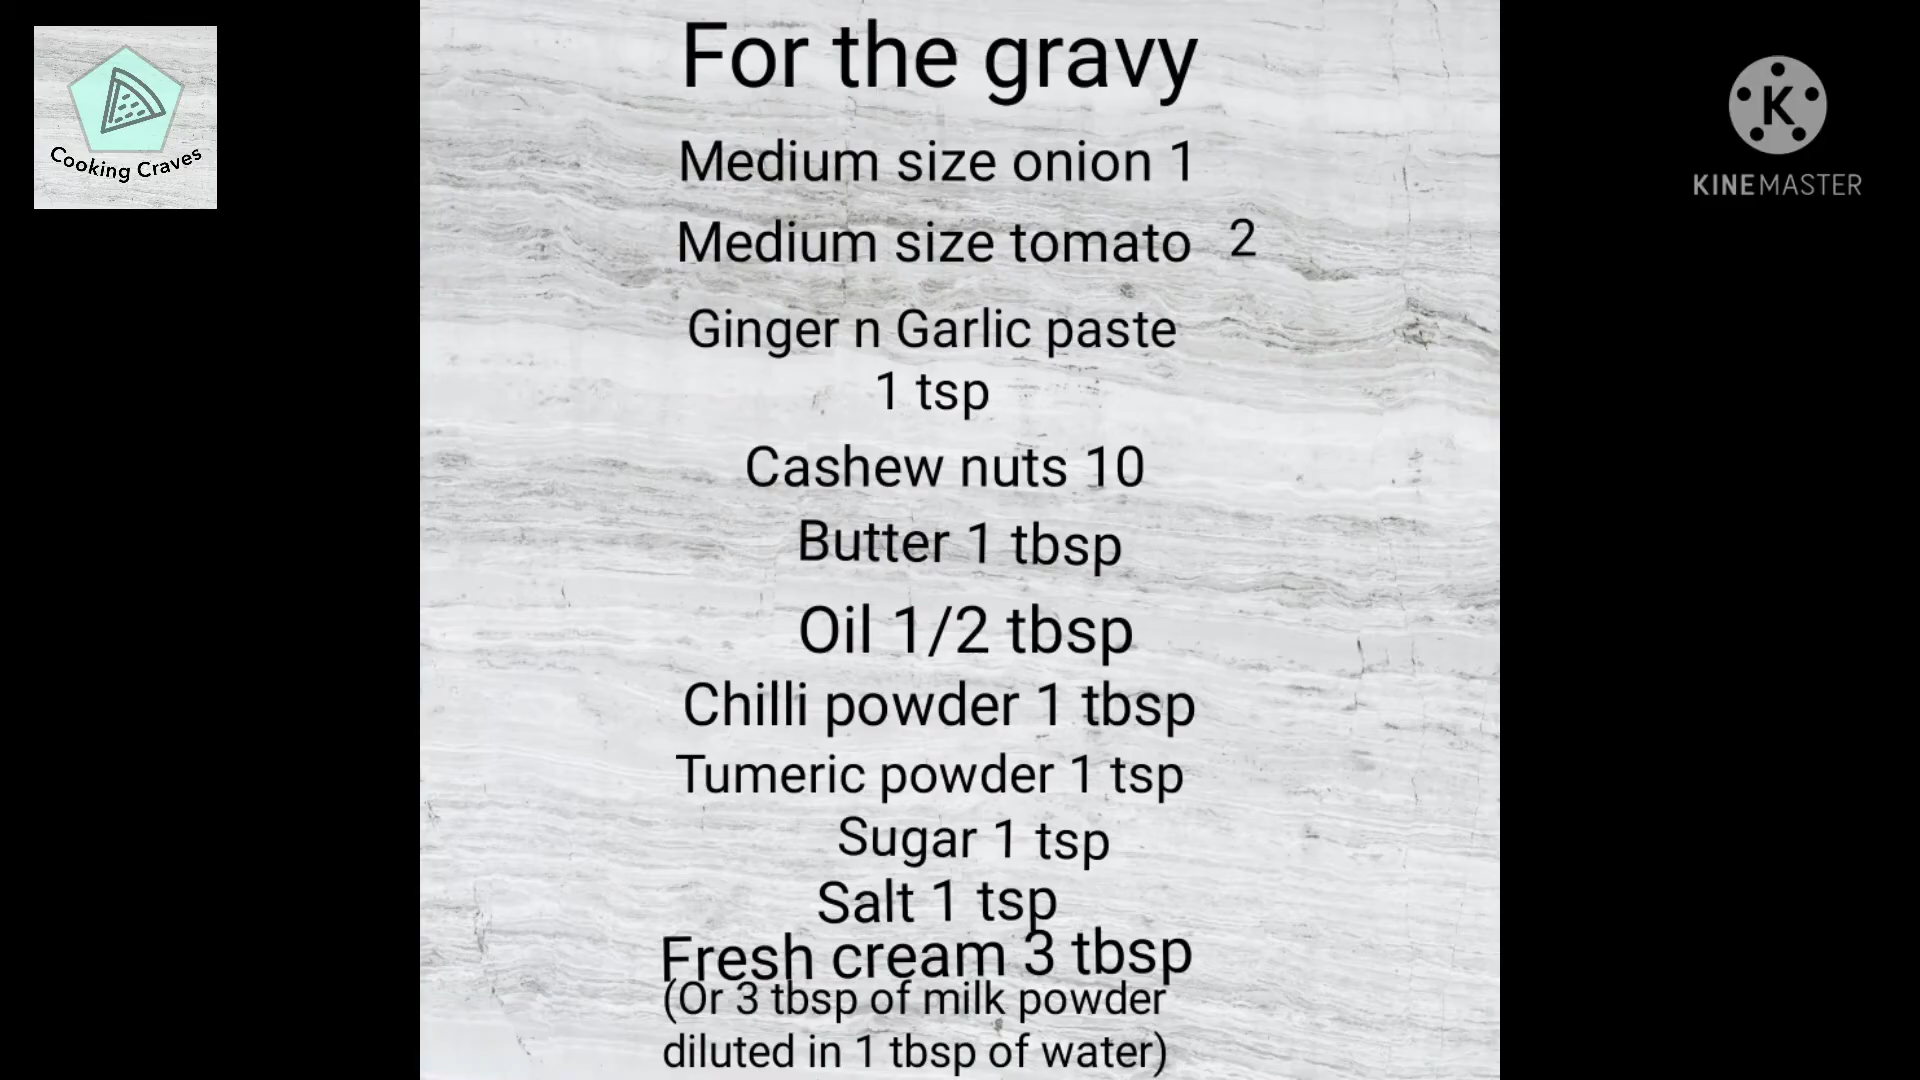 For the gravy
Medium size onion 1
Medium size tomato 2
Ginger n Garlic paste
1 tsp
Cashew nuts 10
Butter 1 tbsp
Oil 1/2 tbsp
Chilli powder 1 tbsp
Tumeric powder 1 tsp
Sugar 1 tsp
Salt 1 tsp
Fresh cream 3 tbsp
(Or 3 tbsp of milk powder
diluted in 1 tbsp of water)
Cooking Craves
K
KINEMASTER